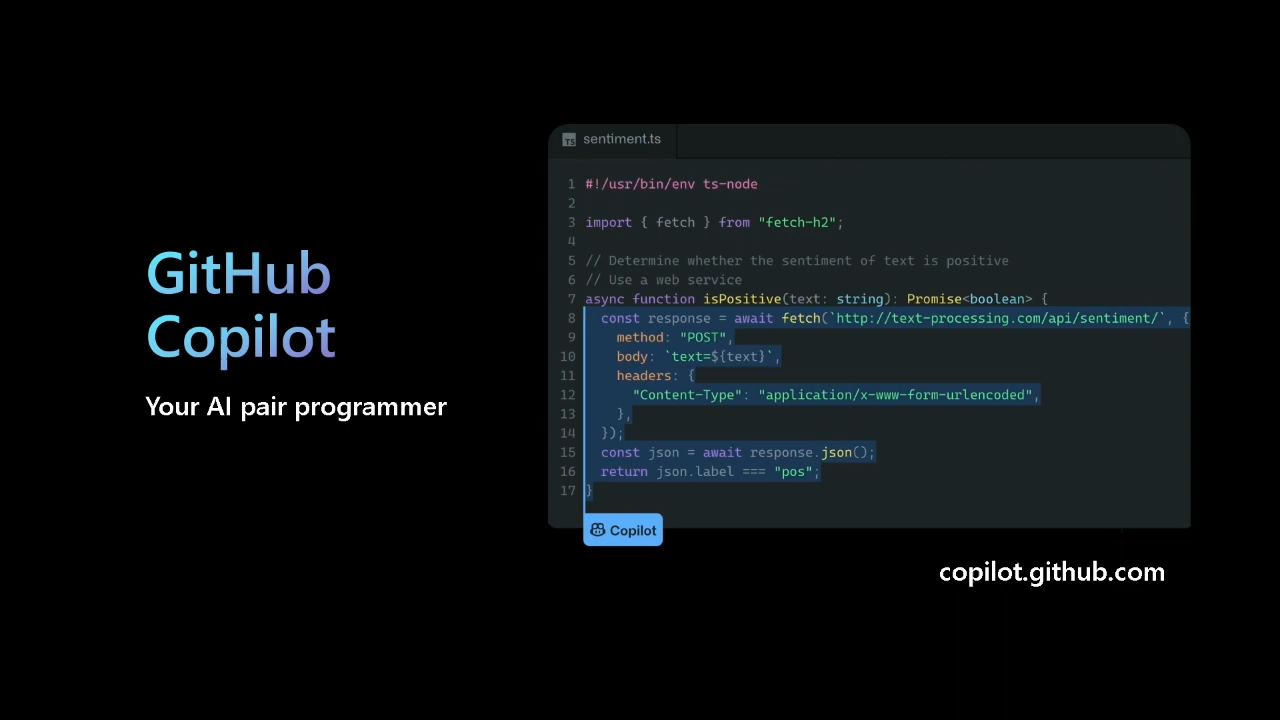 GitHub
Copilot
Your AI pair programmer
TS sentiment.ts
1 #!/usr/bin/env ts-node
2
3 import { fetch } from "fetch-h2";
4
5 // Determine whether the sentiment of text is positive
6 // Use a web service
7 async function isPositive(text: string): Promise<boolean> {
8   const response = await fetch(`http://text-processing.com/api/sentiment/`, {
9     method: "POST",
10     body: `text=${text}`,
11     headers: {
12       "Content-Type": "application/x-www-form-urlencoded",
13     },
14   });
15   const json = await response.json();
16   return json.label === "pos";
17 }
Copilot
copilot.github.com